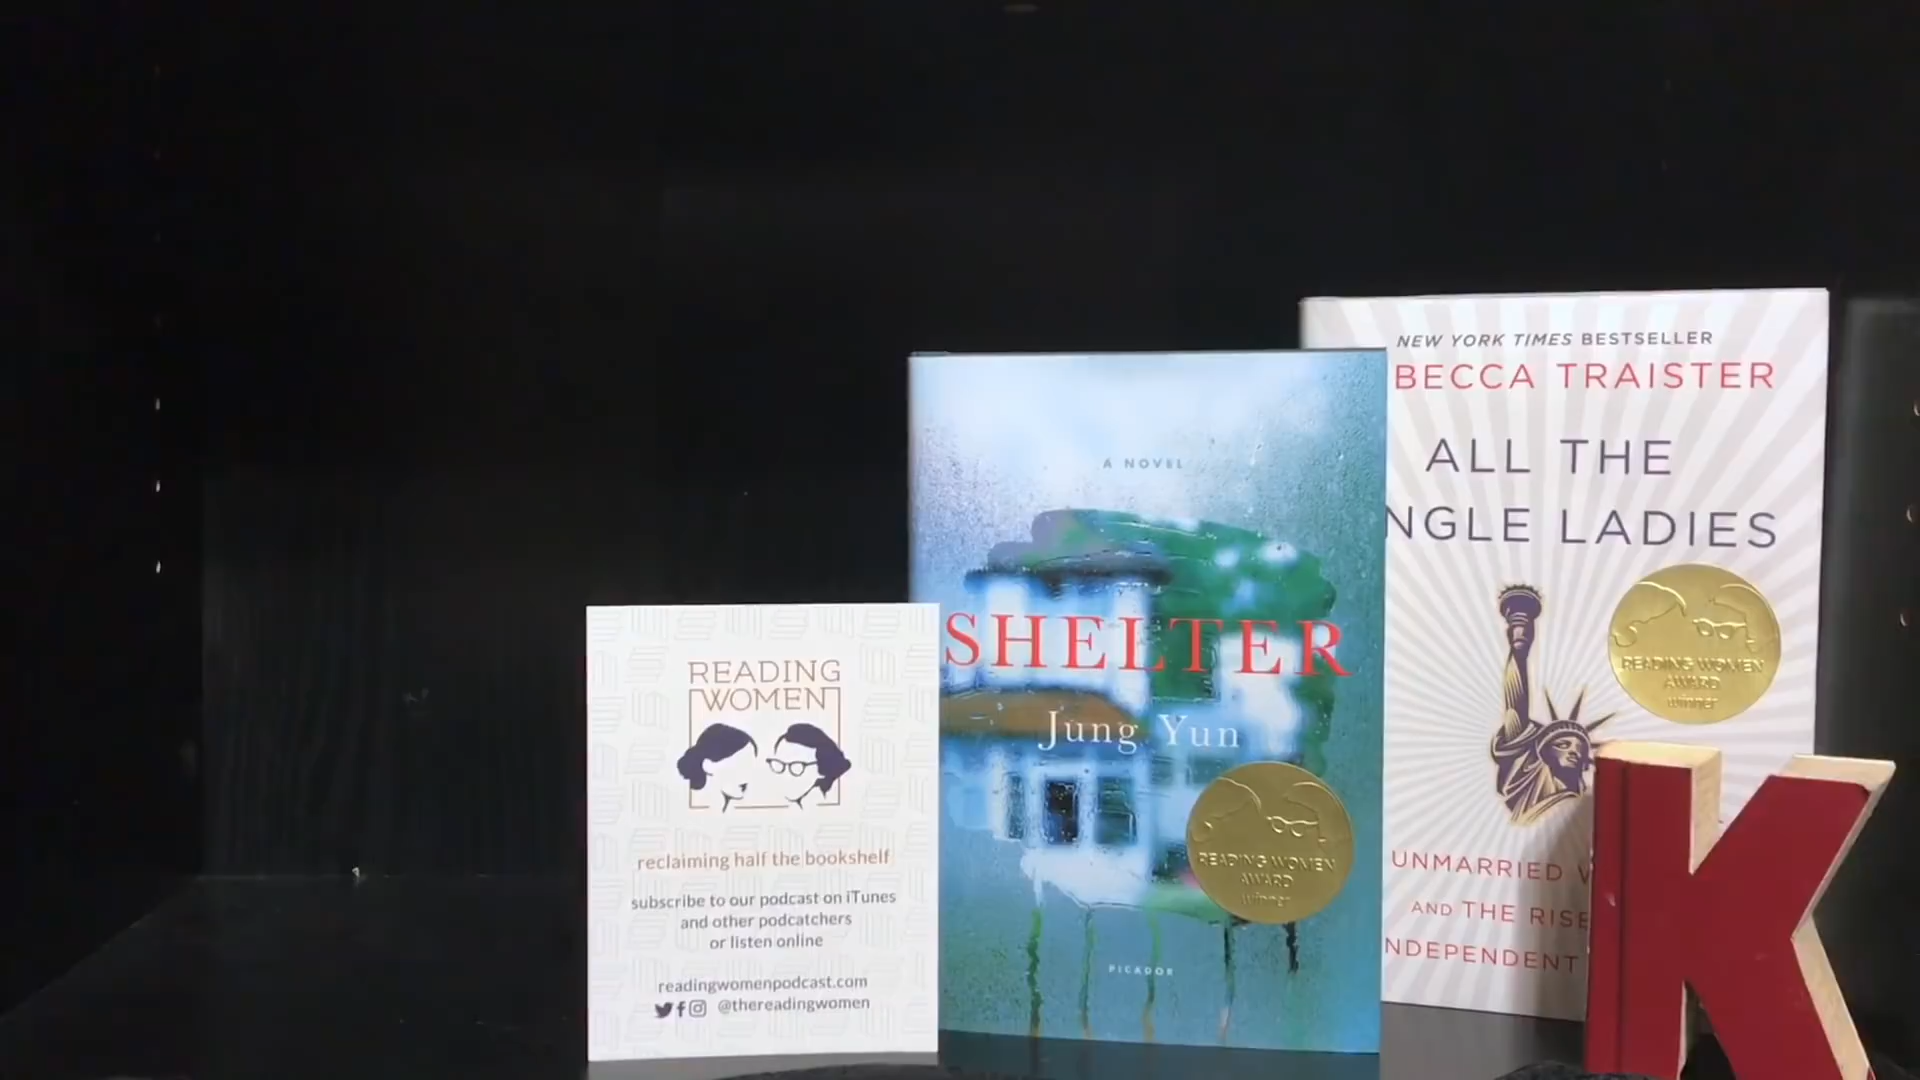 READING
WOMEN
reclaiming half the bookshelf
subscribe to our podcast on iTunes
and other podcatchers
or listen online
readingwomenpodcast.com
@thereadingwomen
A NOVEL
SHELTER
Jung Yun
READING WOMEN
AWARD
winner
PICADOR
NEW YORK TIMES BESTSELLER
BECCA TRAISTER
ALL THE
NGLE LADIES
READING WOMEN
AWARD
winner
UNMARRIED
AND THE RISE
NDEPENDENT
K